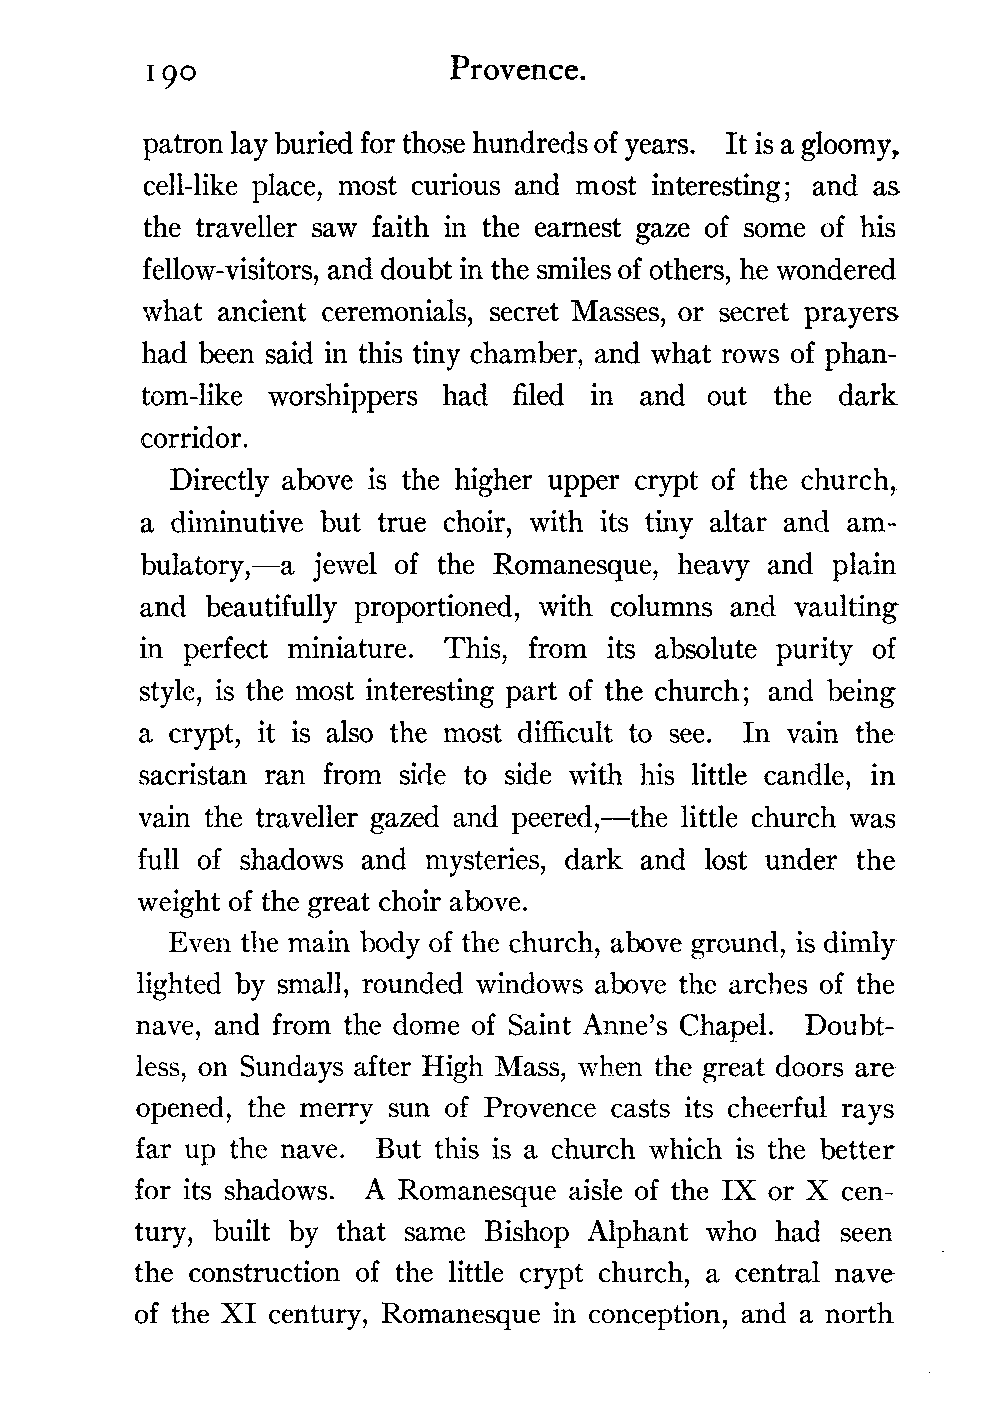 190 Provence.
patron lay buried for those hundreds of years. It is a gloomy,
cell-like place, most curious and most interesting; and as
the traveller saw faith in the earnest gaze of some of his
fellow-visitors, and doubt in the smiles of others, he wondered
what ancient ceremonials, secret Masses, or secret prayers
had been said in this tiny chamber, and what rows of phan-
tom-like worshippers had filed in and out the dark
corridor.
Directly above is the higher upper crypt of the church,
a diminutive but true choir, with its tiny altar and am-
bulatory,—a jewel of the Romanesque, heavy and plain
and beautifully proportioned, with columns and vaulting
in perfect miniature. This, from its absolute purity of
style, is the most interesting part of the church; and being
a crypt, it is also the most difficult to see. In vain the
sacristan ran from side to side with his little candle, in
vain the traveller gazed and peered,—the little church was
full of shadows and mysteries, dark and lost under the
weight of the great choir above.
Even the main body of the church, above ground, is dimly
lighted by small, rounded windows above the arches of the
nave, and from the dome of Saint Anne's Chapel. Doubt-
less, on Sundays after High Mass, when the great doors are
opened, the merry sun of Provence casts its cheerful rays
far up the nave. But this is a church which is the better
for its shadows. A Romanesque aisle of the IX or X cen-
tury, built by that same Bishop Alphant who had seen
the construction of the little crypt church, a central nave
of the XI century, Romanesque in conception, and a north